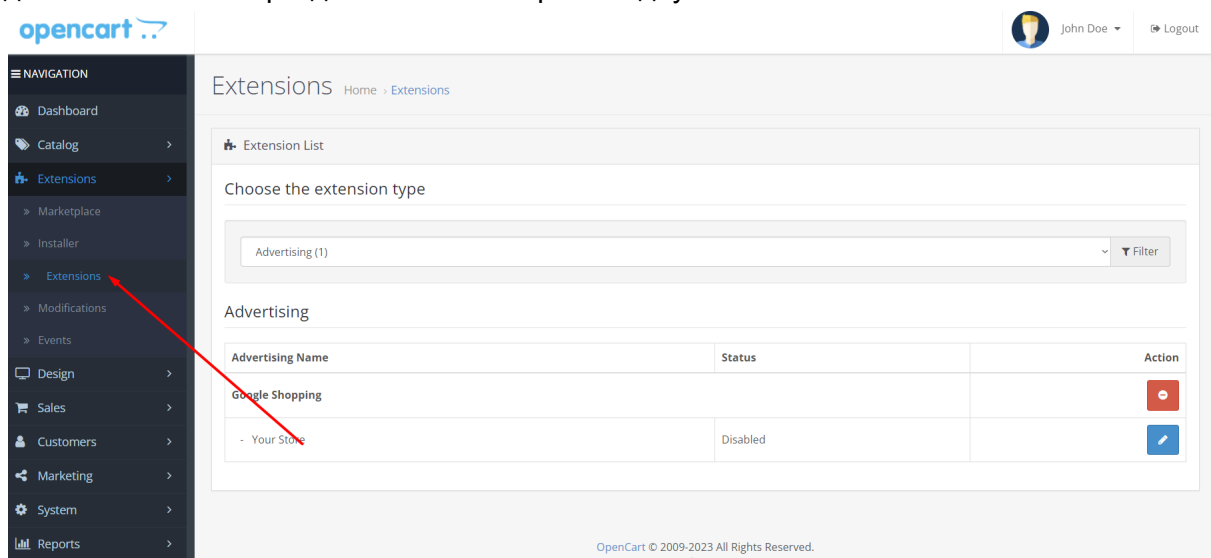 opencart
John Doe
Logout
NAVIGATION
Extensions Home › Extensions
Dashboard
Catalog
Extension List
Extensions
Choose the extension type
Marketplace
Installer
Advertising (1) Filter
Extensions
Modifications
Advertising
Events
Advertising Name Status Action
Design
Google Shopping
Sales
- Your Store Disabled
Customers
Marketing
System
Reports
OpenCart © 2009-2023 All Rights Reserved.